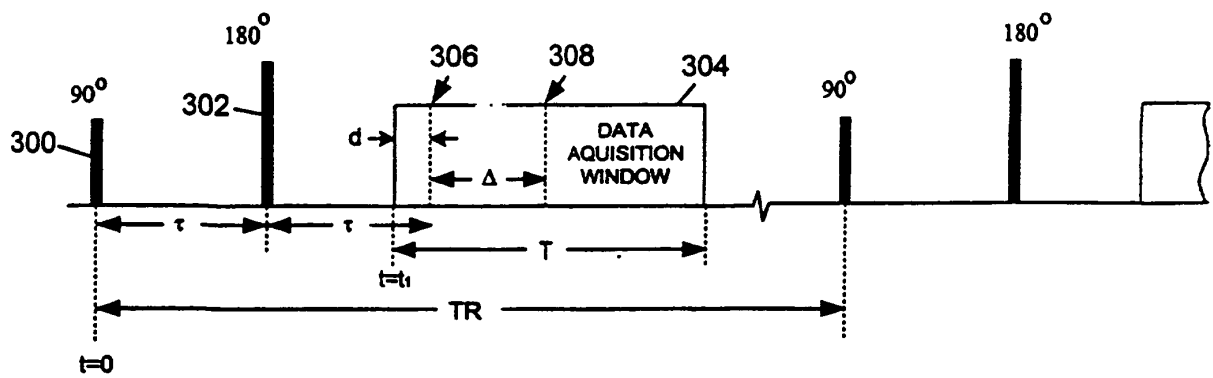 180°
180°
306
308
304
90°
302
90°
300
d
DATA
AQUISITION
WINDOW
Δ
τ
τ
T
t=t₁
TR
t=0